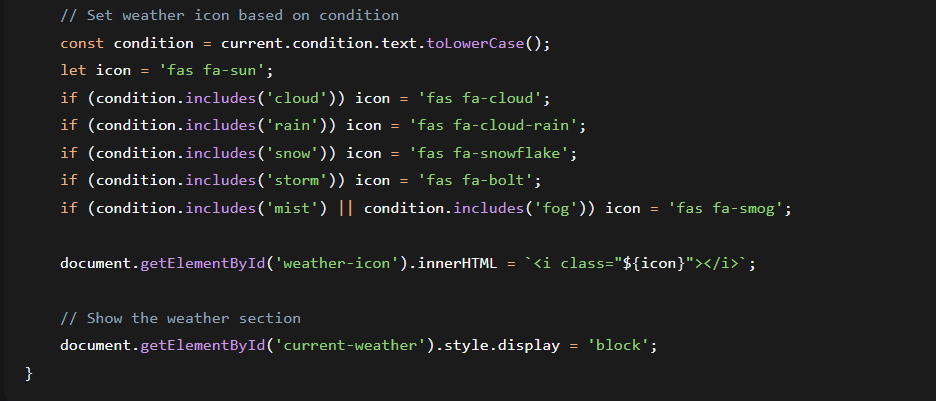 // Set weather icon based on condition
const condition = current.condition.text.toLowerCase();
let icon = 'fas fa-sun';
if (condition.includes('cloud')) icon = 'fas fa-cloud';
if (condition.includes('rain')) icon = 'fas fa-cloud-rain';
if (condition.includes('snow')) icon = 'fas fa-snowflake';
if (condition.includes('storm')) icon = 'fas fa-bolt';
if (condition.includes('mist') || condition.includes('fog')) icon = 'fas fa-smog';
document.getElementById('weather-icon').innerHTML = `<i class="${icon}"></i>`;
// Show the weather section
document.getElementById('current-weather').style.display = 'block';
}